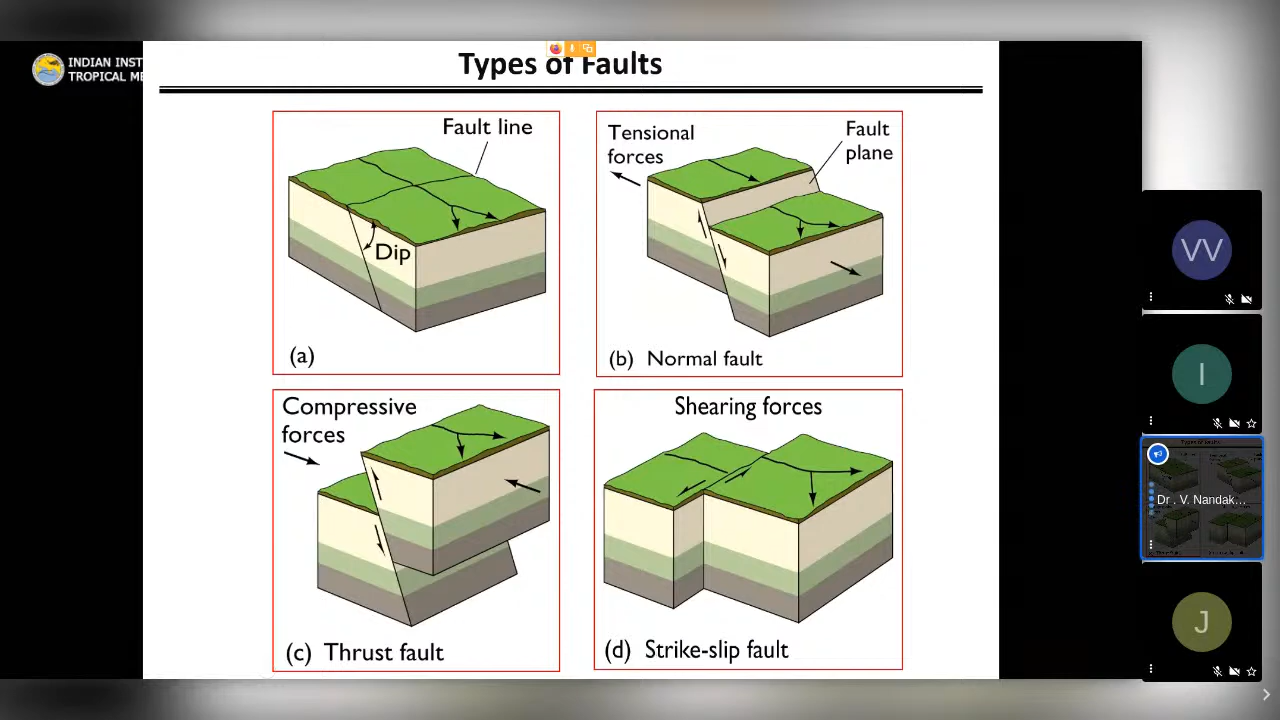 INDIAN INST
TROPICAL ME
Types of Faults
Fault line
Dip
(a)
Tensional
forces
Fault
plane
(b) Normal fault
Compressive
forces
(c) Thrust fault
Shearing forces
(d) Strike-slip fault
VV
I
Dr . V. Nandak...
J